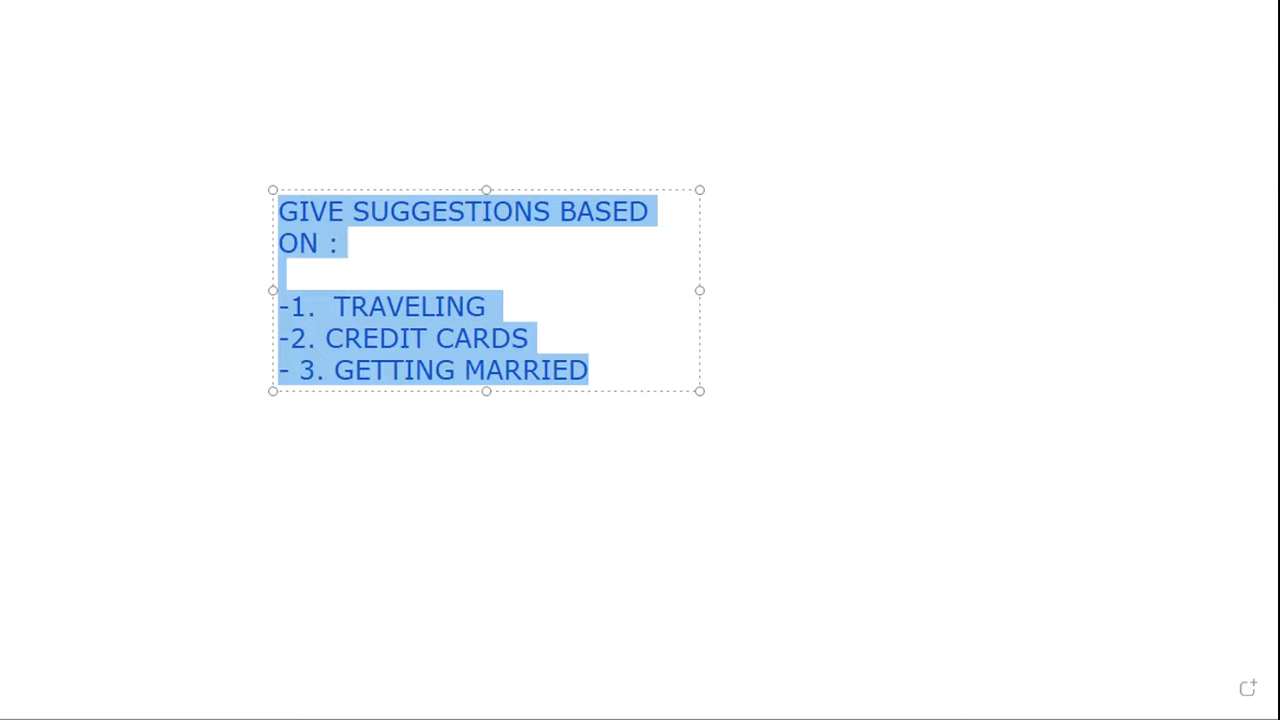 GIVE SUGGESTIONS BASED
ON :
-1.  TRAVELING
-2. CREDIT CARDS
- 3. GETTING MARRIED